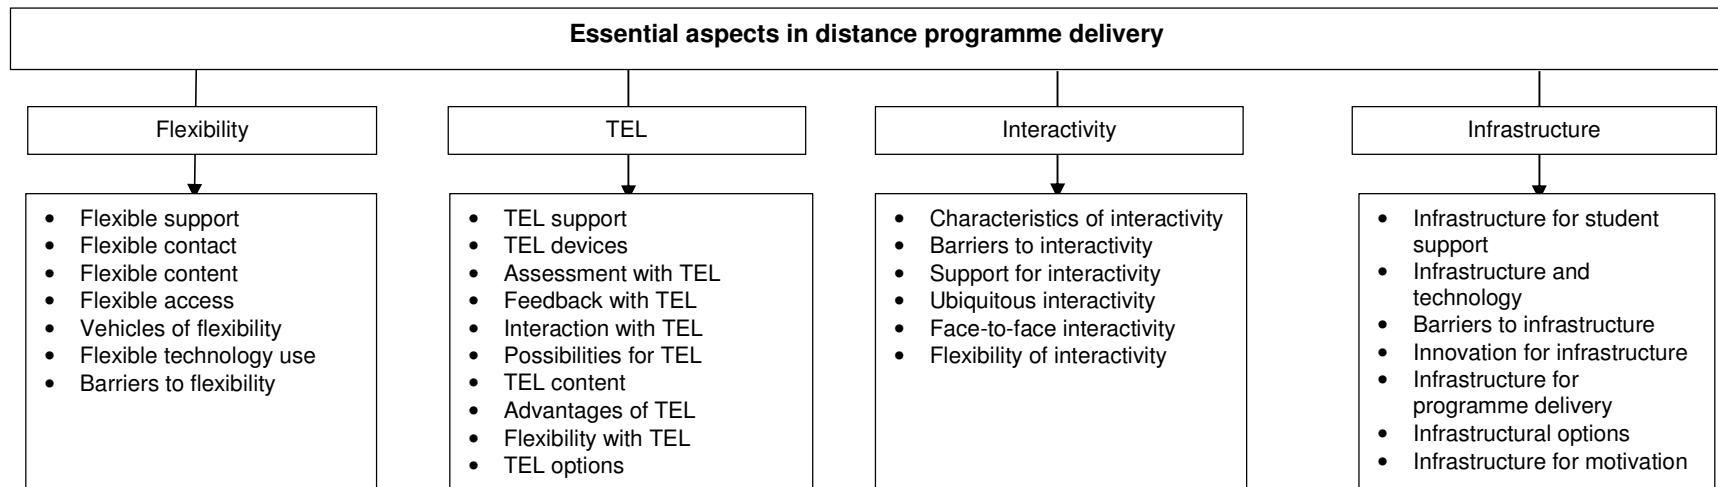 Essential aspects in distance programme delivery
Flexibility
• Flexible support
• Flexible contact
• Flexible content
• Flexible access
• Vehicles of flexibility
• Flexible technology use
• Barriers to flexibility
TEL
• TEL support
• TEL devices
• Assessment with TEL
• Feedback with TEL
• Interaction with TEL
• Possibilities for TEL
• TEL content
• Advantages of TEL
• Flexibility with TEL
• TEL options
Interactivity
• Characteristics of interactivity
• Barriers to interactivity
• Support for interactivity
• Ubiquitous interactivity
• Face-to-face interactivity
• Flexibility of interactivity
Infrastructure
• Infrastructure for student
support
• Infrastructure and
technology
• Barriers to infrastructure
• Innovation for infrastructure
• Infrastructure for
programme delivery
• Infrastructural options
• Infrastructure for motivation